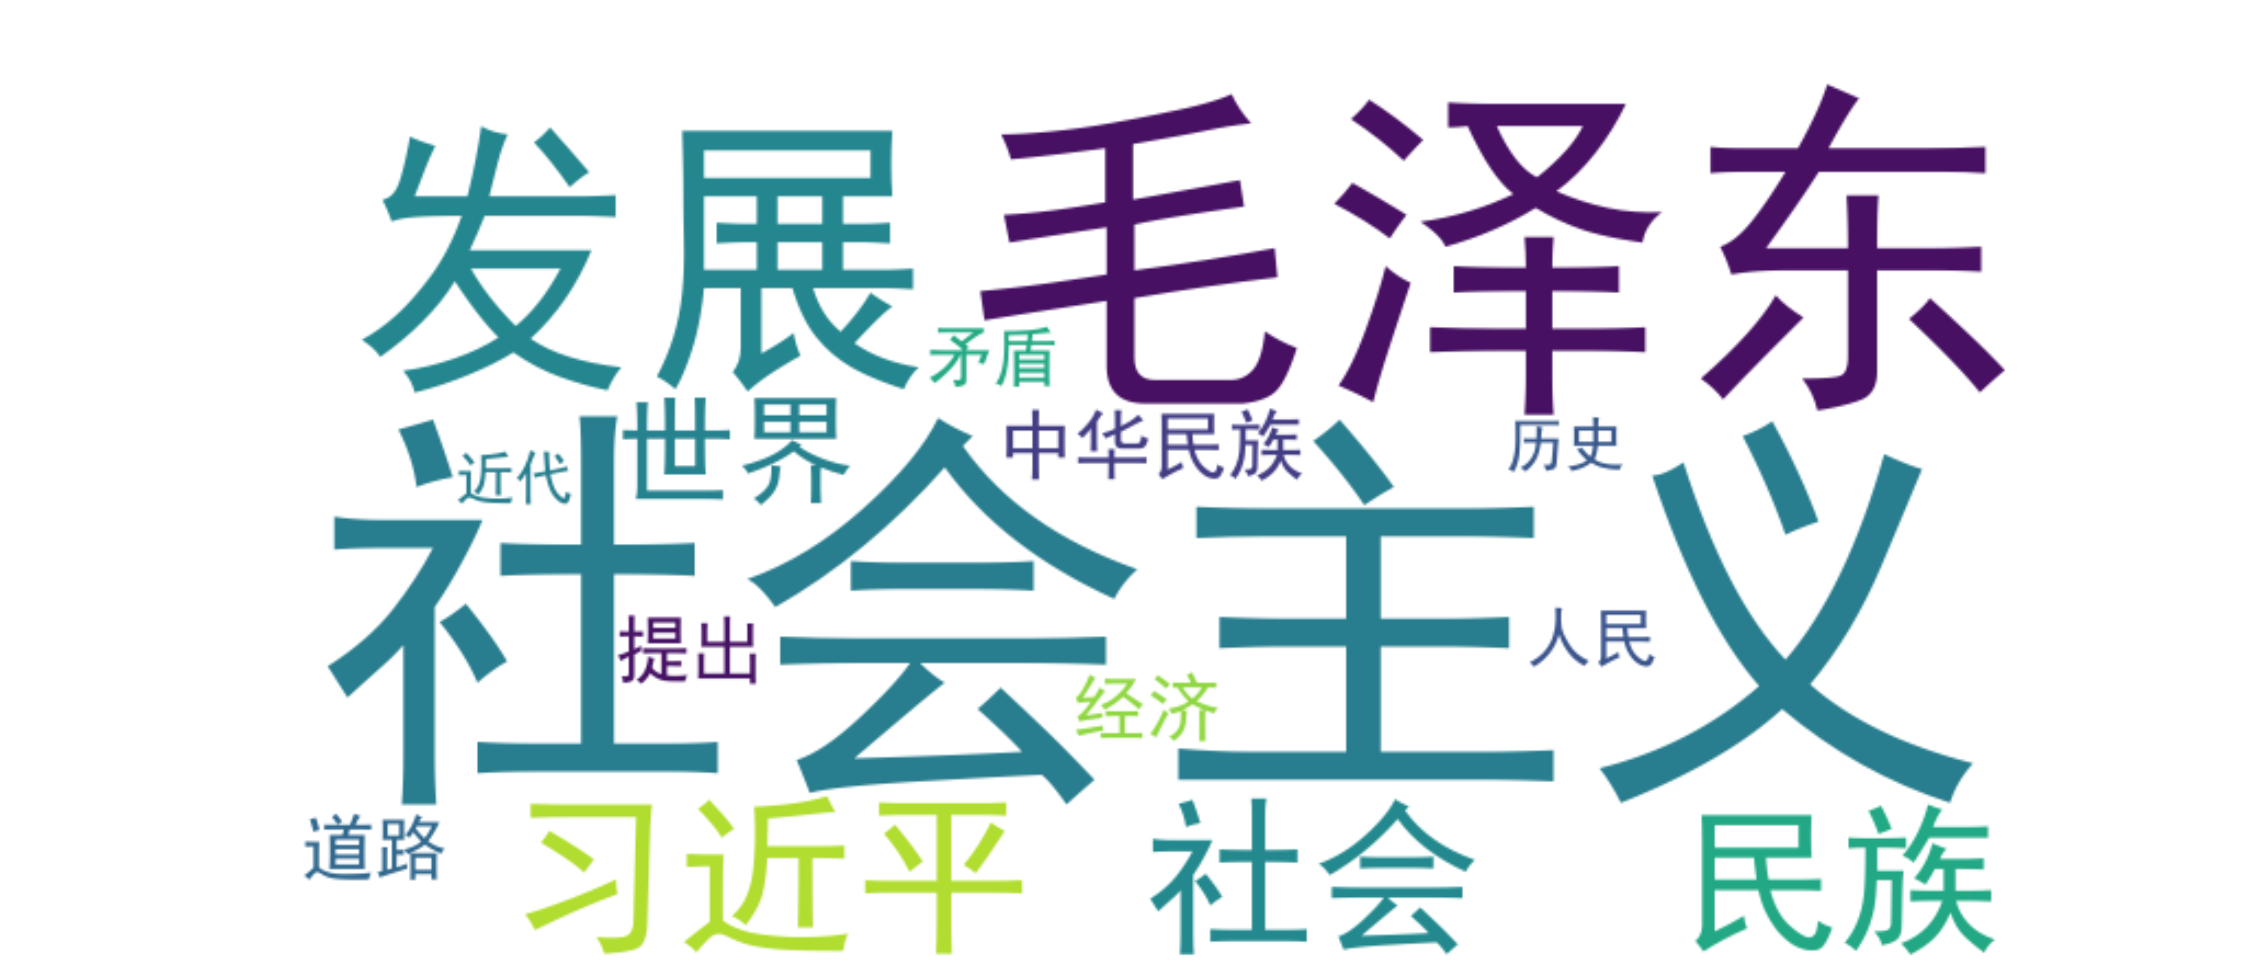 发展
毛泽东
矛盾
世界
中华民族
历史
近代
社会主义
提出
人民
经济
道路
习近平
社会
民族